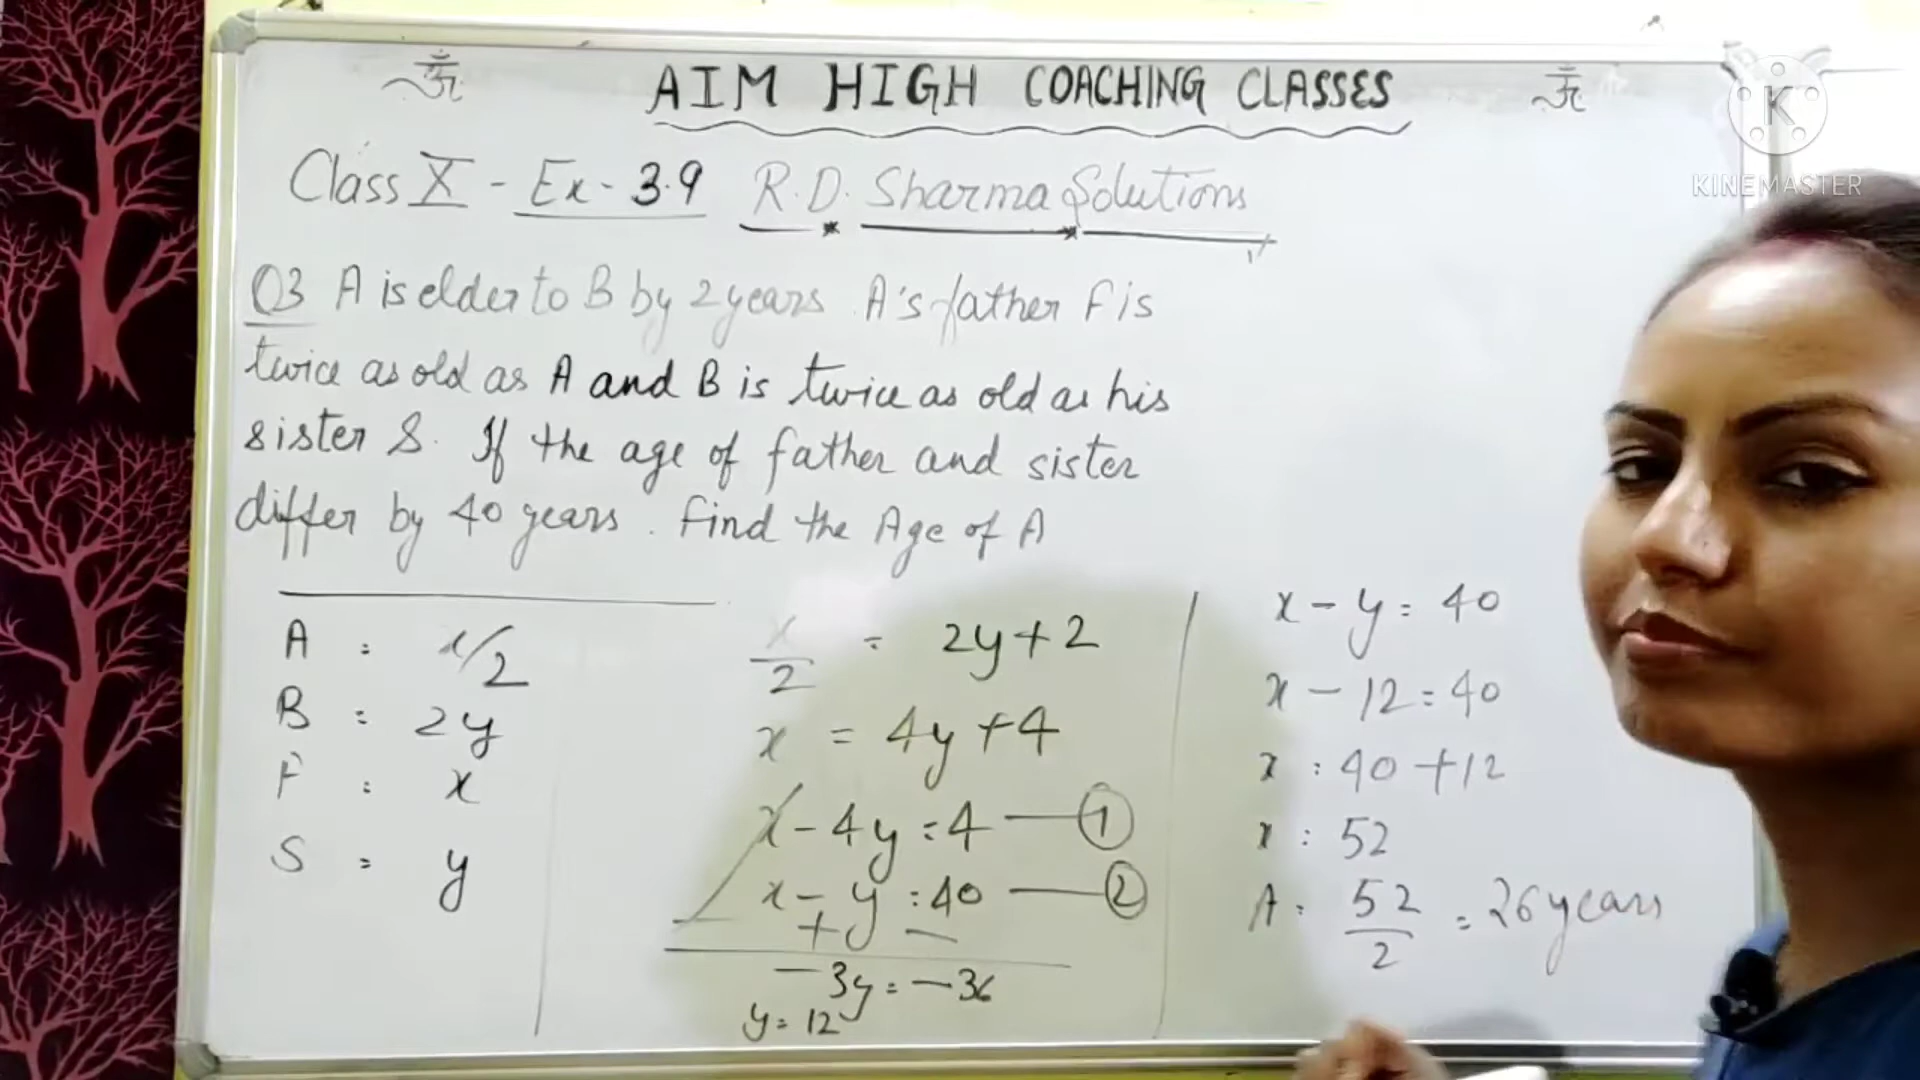 ॐ AIM HIGH COACHING CLASSES ॐ
K
KINEMASTER
Class X - Ex - 3.9 R.D. Sharma Solutions
Q3 A is elder to B by 2 years. A's father F is
twice as old as A and B is twice as old as his
sister S. If the age of father and sister
differ by 40 years. Find the Age of A
A = x/2
B = 2y
F = x
S = y
x/2 = 2y+2
x = 4y+4
x - 4y = 4 — ①
x - y = 40 — ②
+ −
-3y = -36
y = 12
x - y = 40
x - 12 = 40
x = 40 + 12
x = 52
A = 52/2 = 26 years